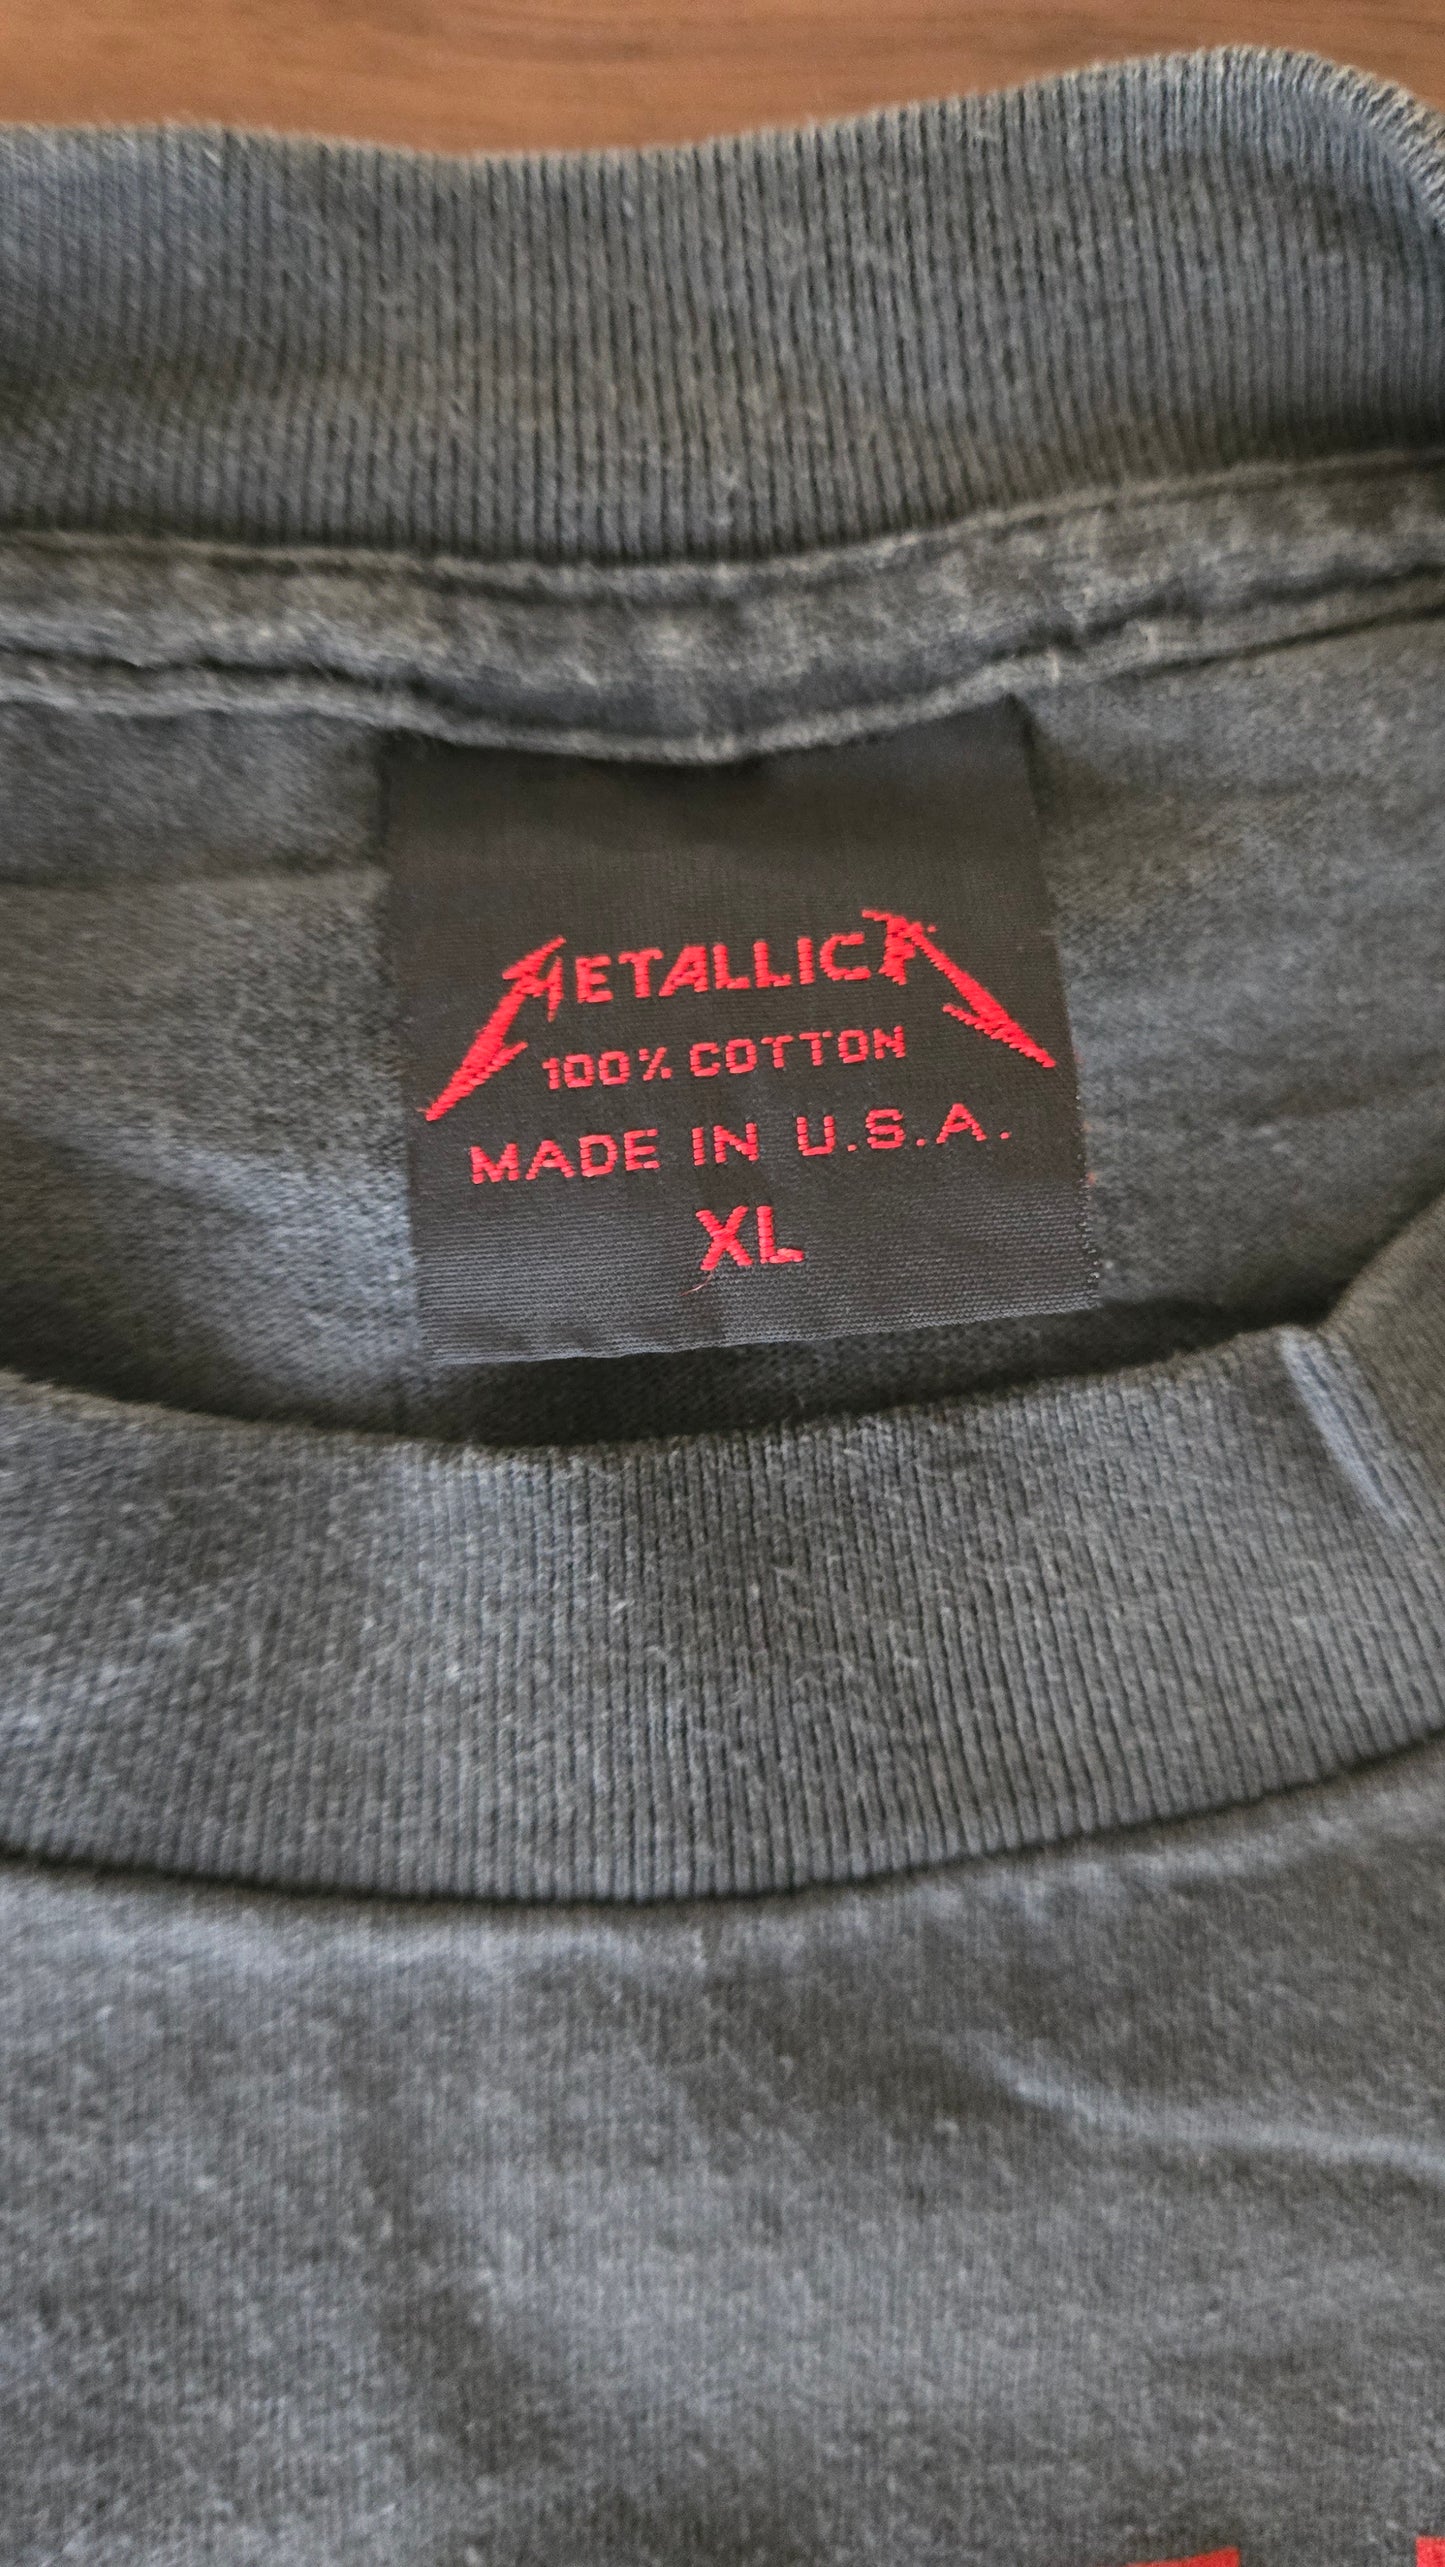 METALLICA
100% COTTON
MADE IN U.S.A.
XL